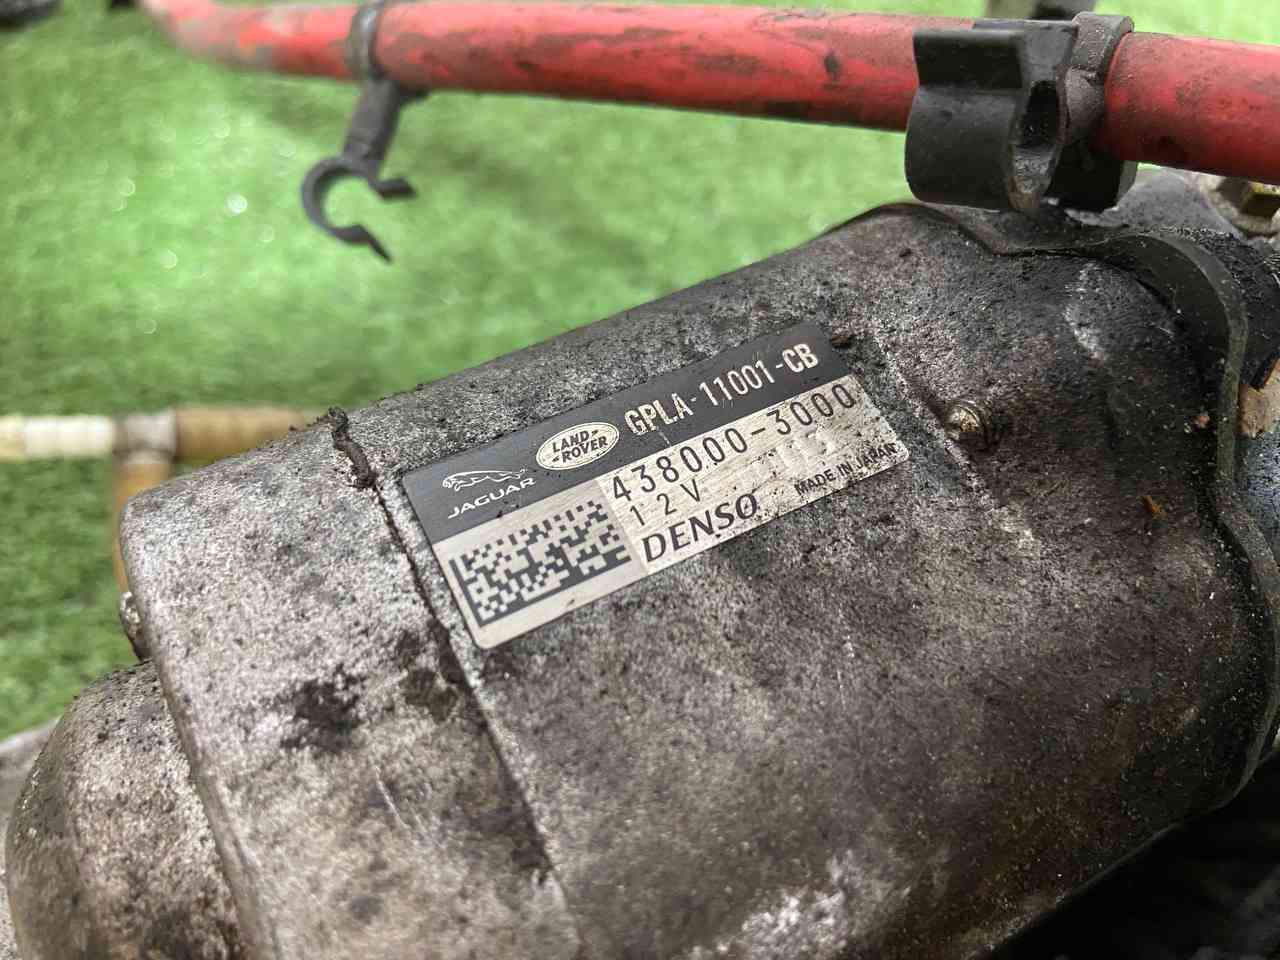 JAGUAR
LAND-
-ROVER
GPLA-11001-CB
438000-3000
12V
DENSO
MADE IN JAPAN